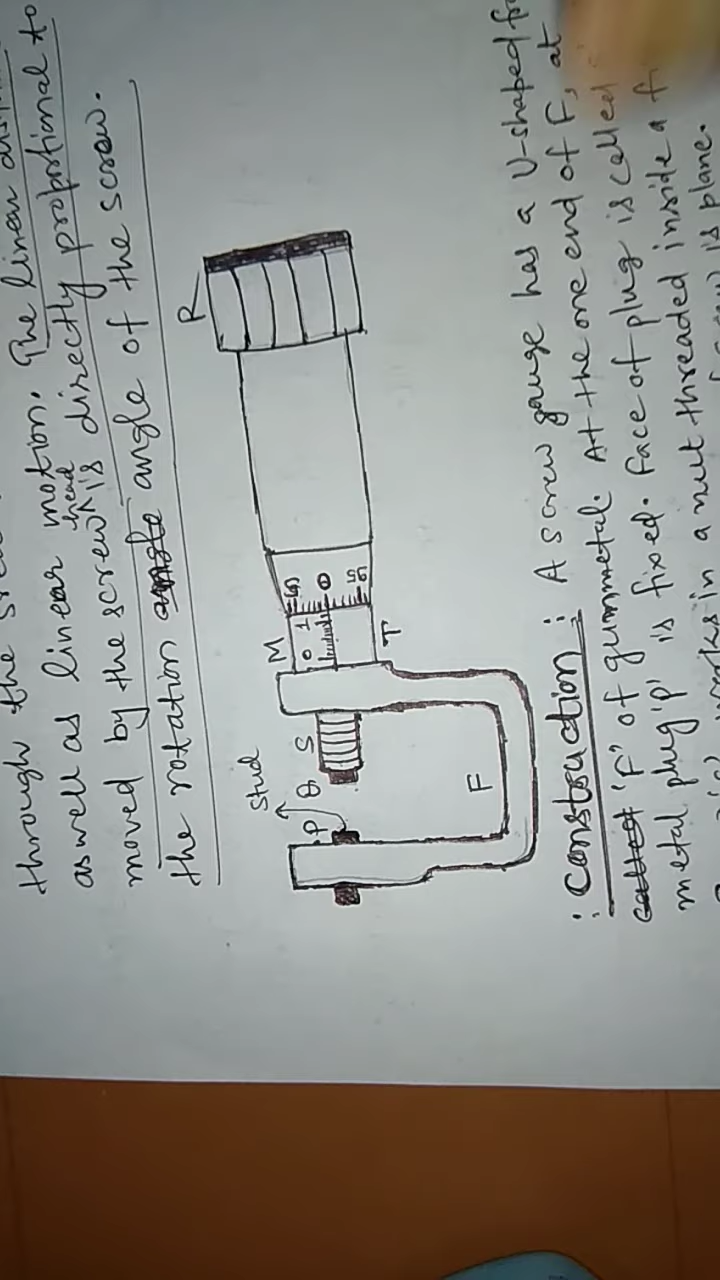 through the
as well as linear motion. The linear
moved by the screw head is directly proportional to
the rotation angle of the screw.
Stud
P
Q
S
M
0
1
T
F
R
5
0
95
: Construction : A screw gauge has a U-shaped
'F' of gunmetal. At the one end of F, at
metal plug 'P' is fixed. Face of plug is called
works in a nut threaded inside a
is plane.